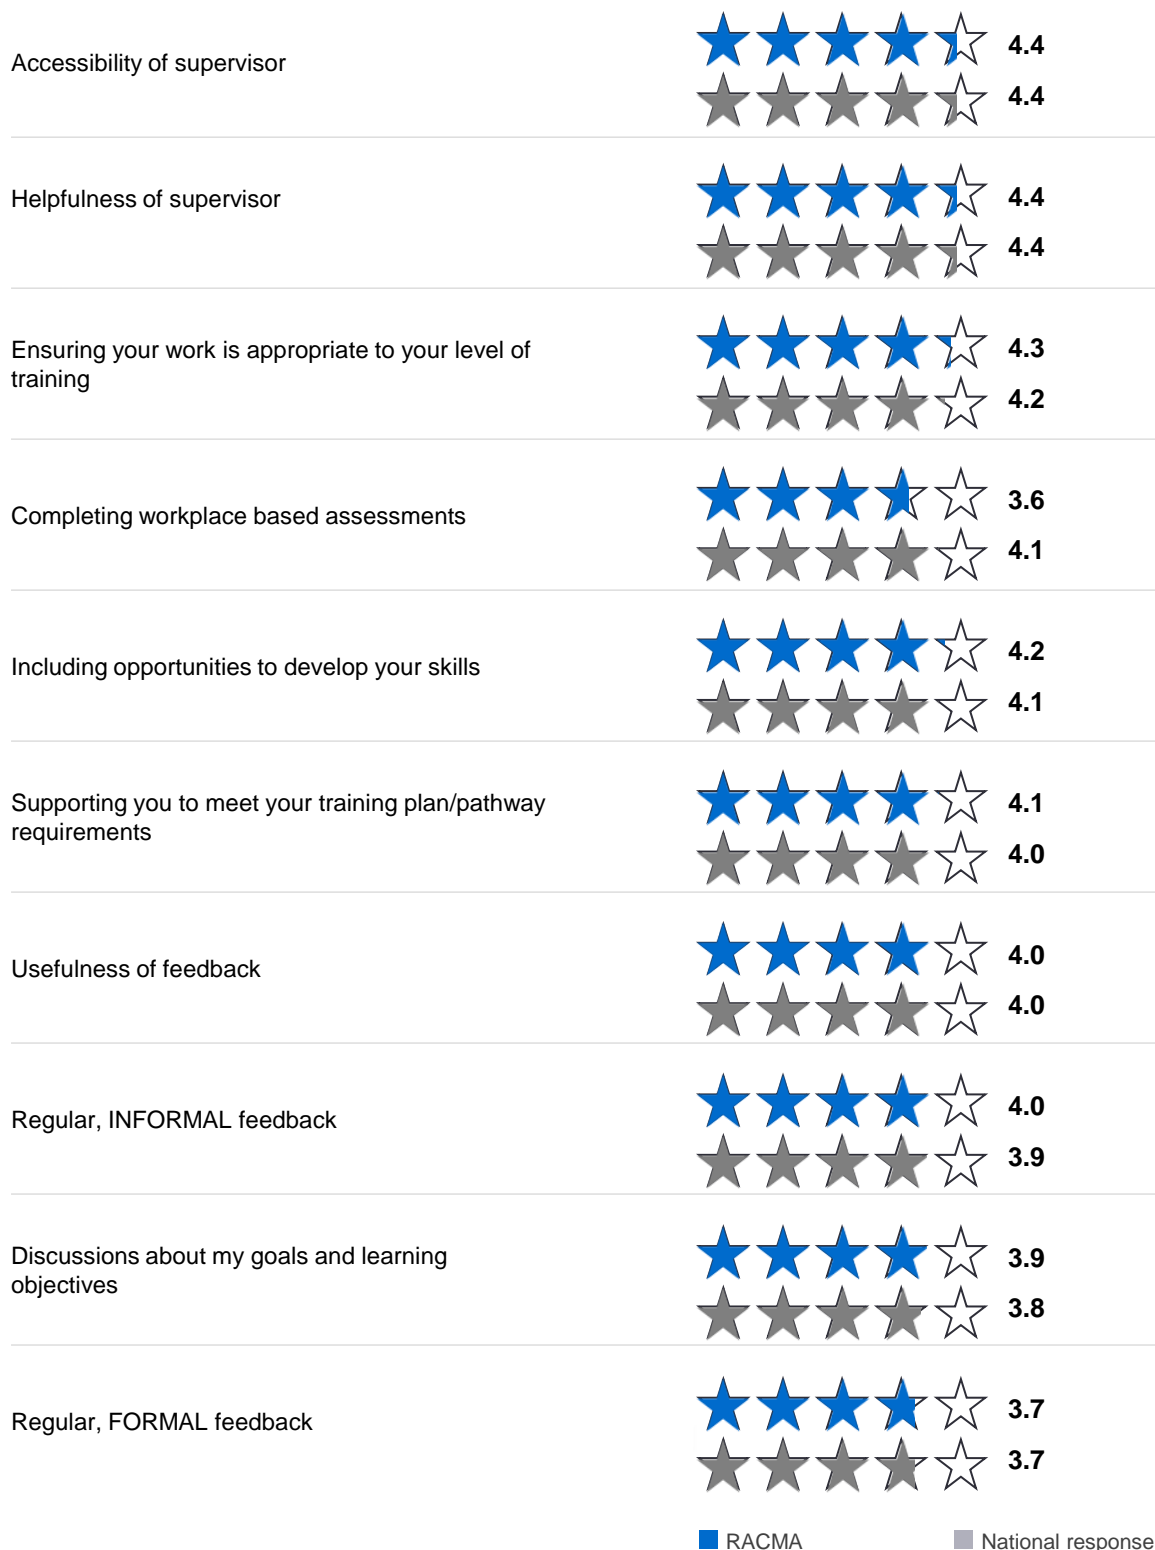 Accessibility of supervisor
4.4
4.4
Helpfulness of supervisor
4.4
4.4
Ensuring your work is appropriate to your level of
training
4.3
4.2
Completing workplace based assessments
3.6
4.1
Including opportunities to develop your skills
4.2
4.1
Supporting you to meet your training plan/pathway
requirements
4.1
4.0
Usefulness of feedback
4.0
4.0
Regular, INFORMAL feedback
4.0
3.9
Discussions about my goals and learning
objectives
3.9
3.8
Regular, FORMAL feedback
3.7
3.7
RACMA
National response